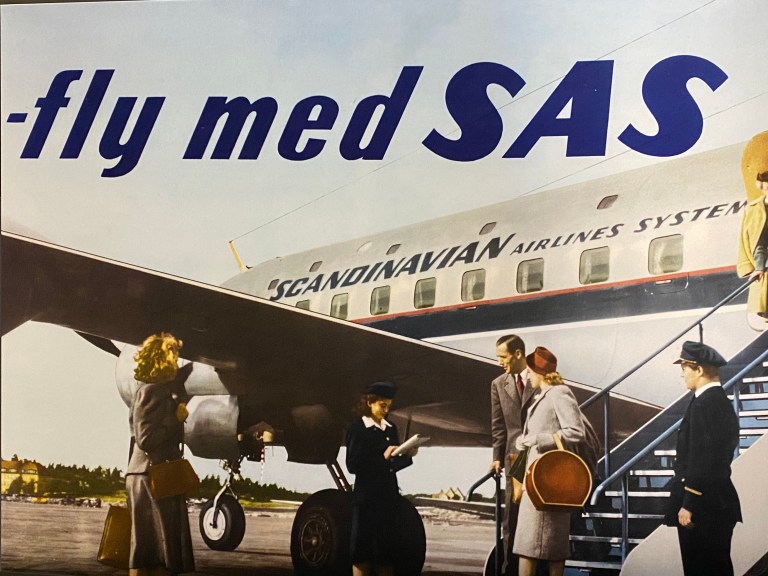 -fly med SAS
SCANDINAVIAN AIRLINES SYSTEM